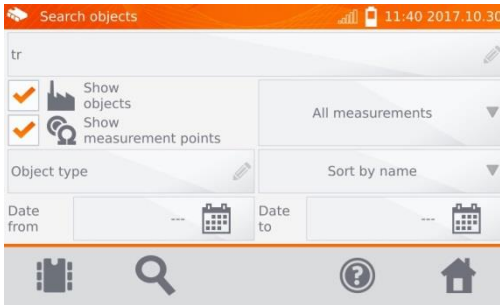 Search objects
11:40 2017.10.30
tr
Show
objects
Show
measurement points
All measurements
Object type
Sort by name
Date
from
---
Date
to
---